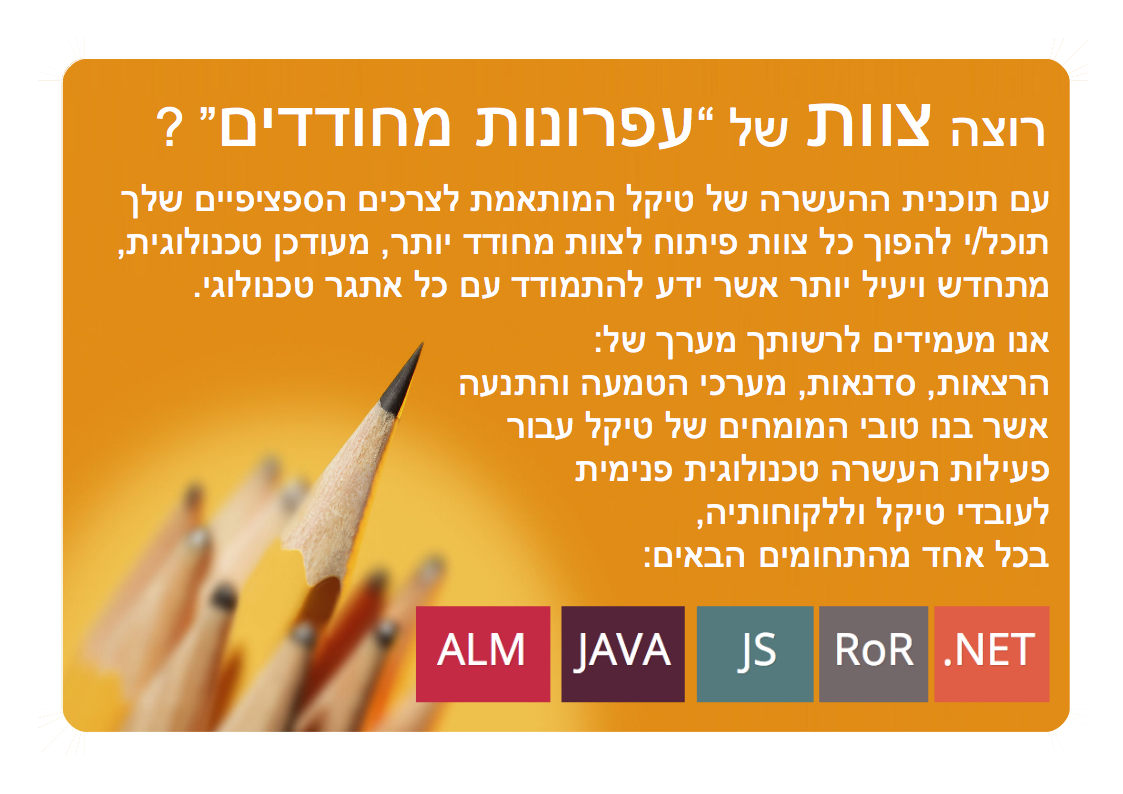 רוצה צוות של “עפרונות מחודדים” ?
עם תוכנית ההעשרה של טיקל המותאמת לצרכים הספציפיים שלך
תוכל/י להפוך כל צוות פיתוח לצוות מחודד יותר, מעודכן טכנולוגית,
מתחדש ויעיל יותר אשר ידע להתמודד עם כל אתגר טכנולוגי.
אנו מעמידים לרשותך מערך של:
הרצאות, סדנאות, מערכי הטמעה והתנעה
אשר בנו טובי המומחים של טיקל עבור
פעילות העשרה טכנולוגית פנימית
לעובדי טיקל וללקוחותיה,
בכל אחד מהתחומים הבאים:
ALM JAVA JS RoR .NET